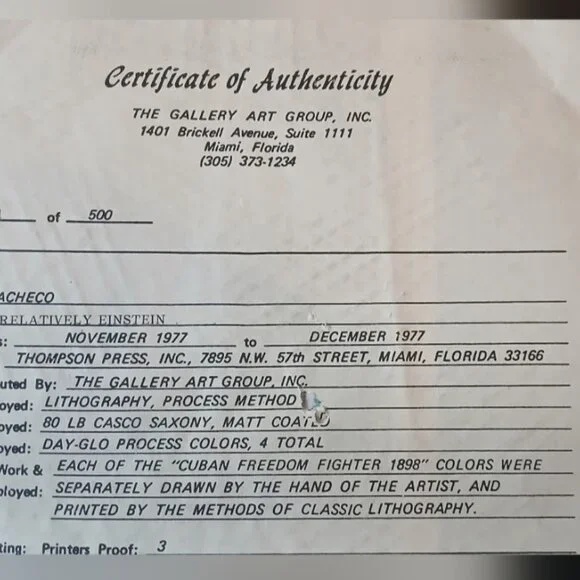 Certificate of Authenticity
THE GALLERY ART GROUP, INC.
1401 Brickell Avenue, Suite 1111
Miami, Florida
(305) 373-1234
of 500
ACHECO
RELATIVELY EINSTEIN
s: NOVEMBER 1977 to DECEMBER 1977
THOMPSON PRESS, INC., 7895 N.W. 57th STREET, MIAMI, FLORIDA 33166
uted By: THE GALLERY ART GROUP, INC.
oyed: LITHOGRAPHY, PROCESS METHOD
oyed: 80 LB CASCO SAXONY, MATT COATED
oyed: DAY-GLO PROCESS COLORS, 4 TOTAL
Work & EACH OF THE "CUBAN FREEDOM FIGHTER 1898" COLORS WERE
ployed: SEPARATELY DRAWN BY THE HAND OF THE ARTIST, AND
PRINTED BY THE METHODS OF CLASSIC LITHOGRAPHY.
ting: Printers Proof: 3